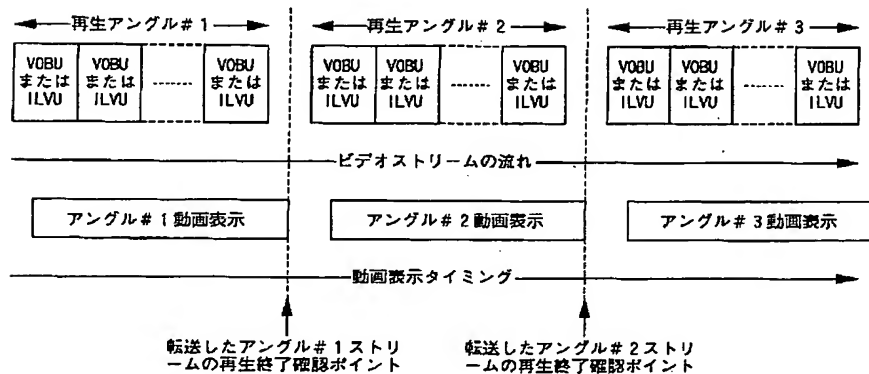 再生アングル＃1
再生アングル＃2
再生アングル＃3
VOBU
または
ILVU
VOBU
または
ILVU
VOBU
または
ILVU
VOBU
または
ILVU
VOBU
または
ILVU
VOBU
または
ILVU
VOBU
または
ILVU
VOBU
または
ILVU
VOBU
または
ILVU
ビデオストリームの流れ
アングル＃1動画表示
アングル＃2動画表示
アングル＃3動画表示
動画表示タイミング
転送したアングル＃1ストリ
ームの再生終了確認ポイント
転送したアングル＃2ストリ
ームの再生終了確認ポイント